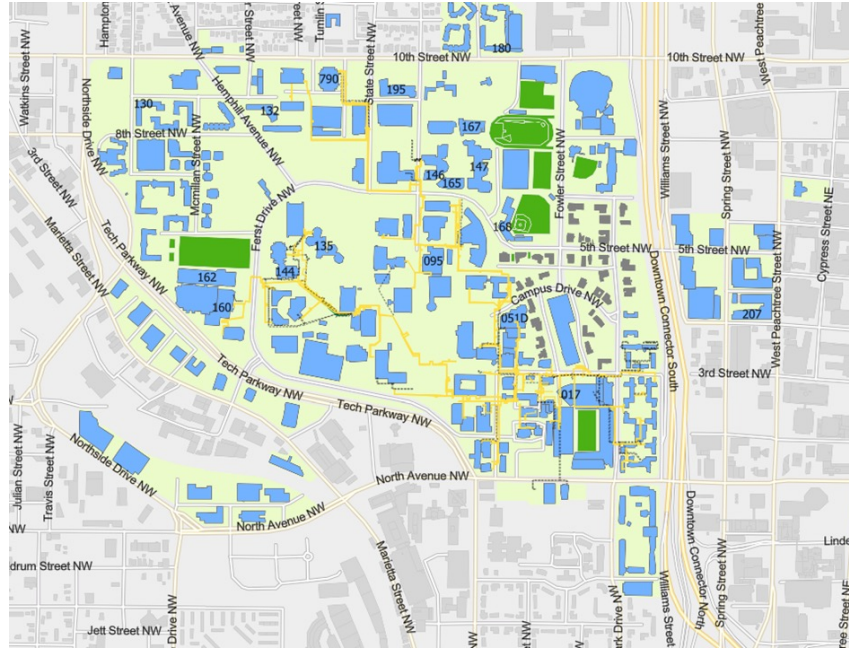 Hampton
er Street NW
Tumlin S
Avenue NW
State Street NW
180
10th Street NW
10th Street NW
West Peachtree
Watkins Street
790
195
130
132
Hemphill Avenue NW
8th Street NW
167
3rd Street NW
Northside Drive NW
Mcmilan Street NW
146
147
165
Fowler Street NW
Williams Street NW
Spring Street NW
Cypress Street NE
Marietta Street NW
Tech Parkway NW
Ferst Drive NW
168
5th Street NW
5th Street NW
135
095
144
162
160
Campus Drive NW
051D
Downtown Connector South
207
West Peachtree Street NW
3rd Street NW
Tech Parkway NW
Tech Parkway NW
017
Julian Street NW
Travis Street NW
Northside Drive NW
North Avenue NW
North Avenue NW
NW
Marietta Street NW
Downtown Connector North
Spring Street NW
Linde
drum Street NW
Jett Street NW
Drive NW
ark Drive NW
Williams Street
ree Street NE